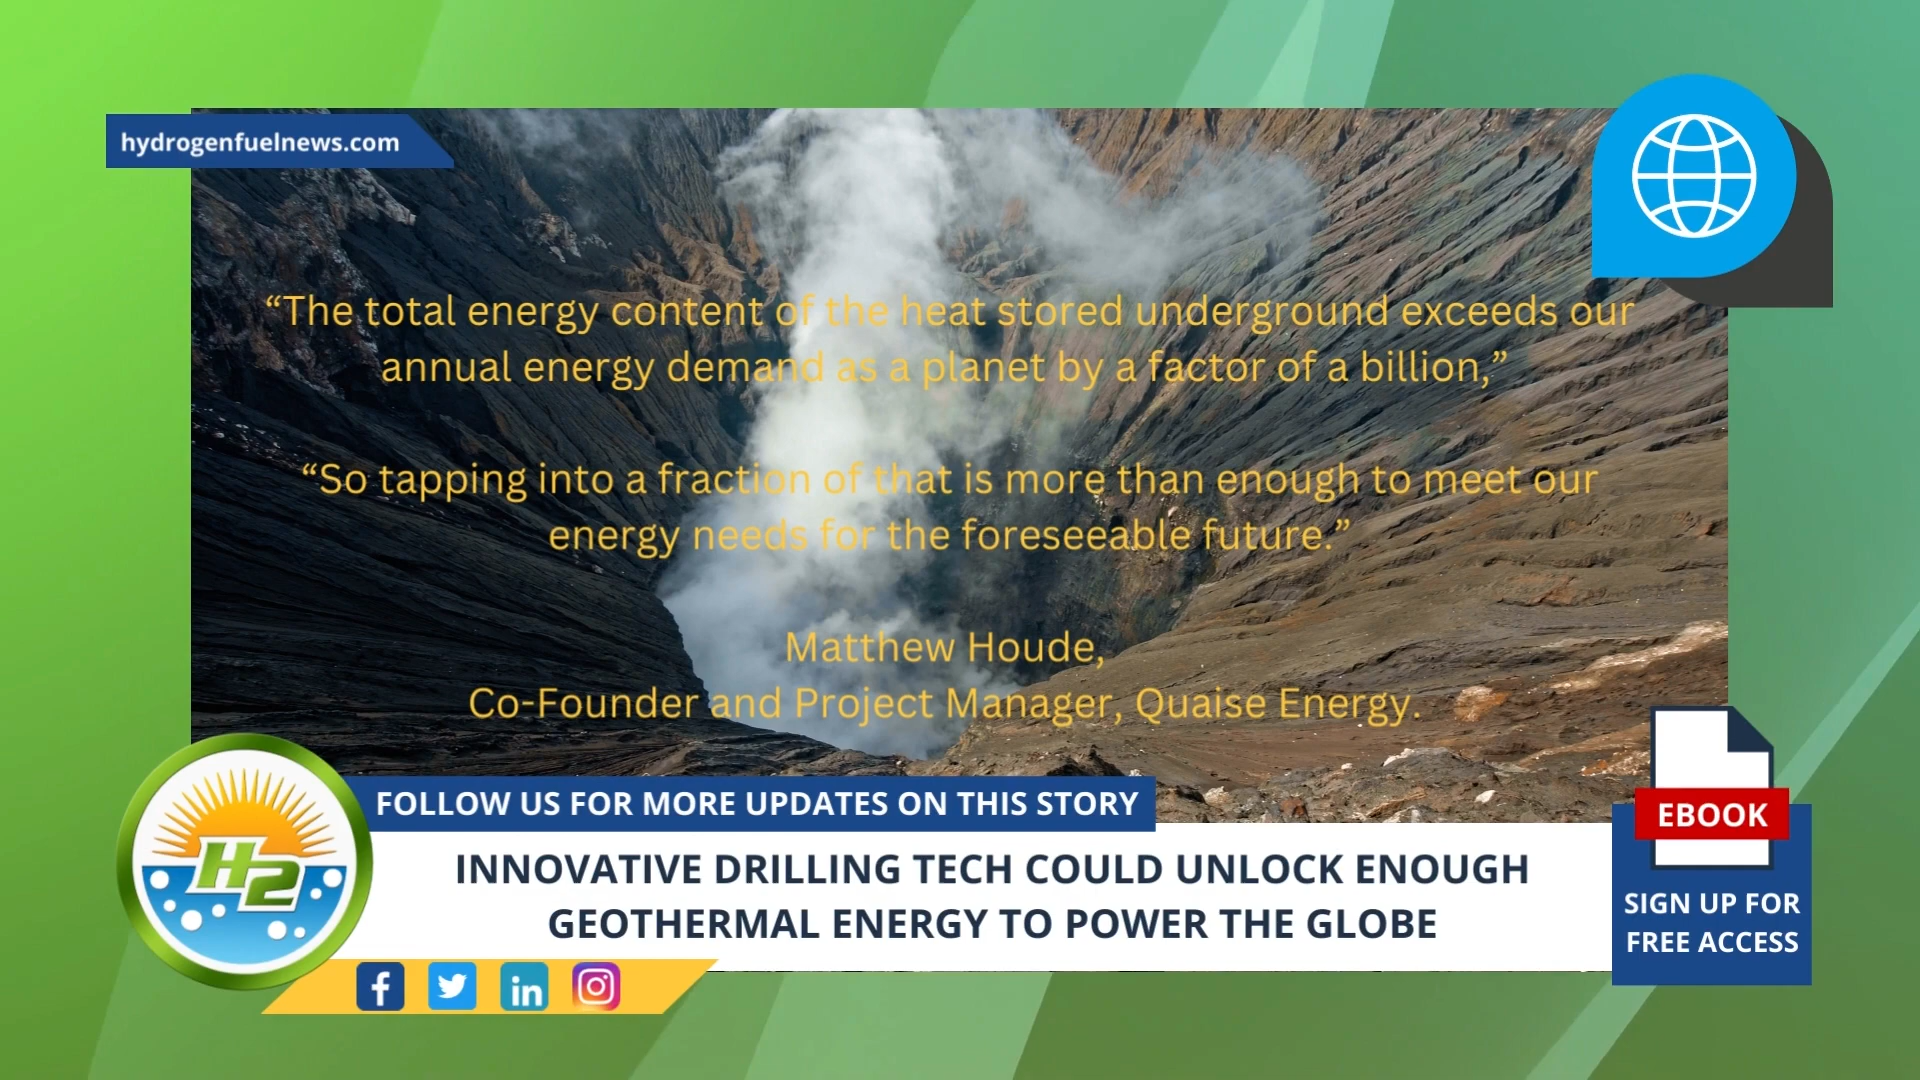 hydrogenfuelnews.com
“The total energy content of the heat stored underground exceeds our
annual energy demand as a planet by a factor of a billion,”
“So tapping into a fraction of that is more than enough to meet our
energy needs for the foreseeable future.”
Matthew Houde,
Co-Founder and Project Manager, Quaise Energy.
FOLLOW US FOR MORE UPDATES ON THIS STORY
H2
INNOVATIVE DRILLING TECH COULD UNLOCK ENOUGH
GEOTHERMAL ENERGY TO POWER THE GLOBE
EBOOK
SIGN UP FOR
FREE ACCESS
f
in